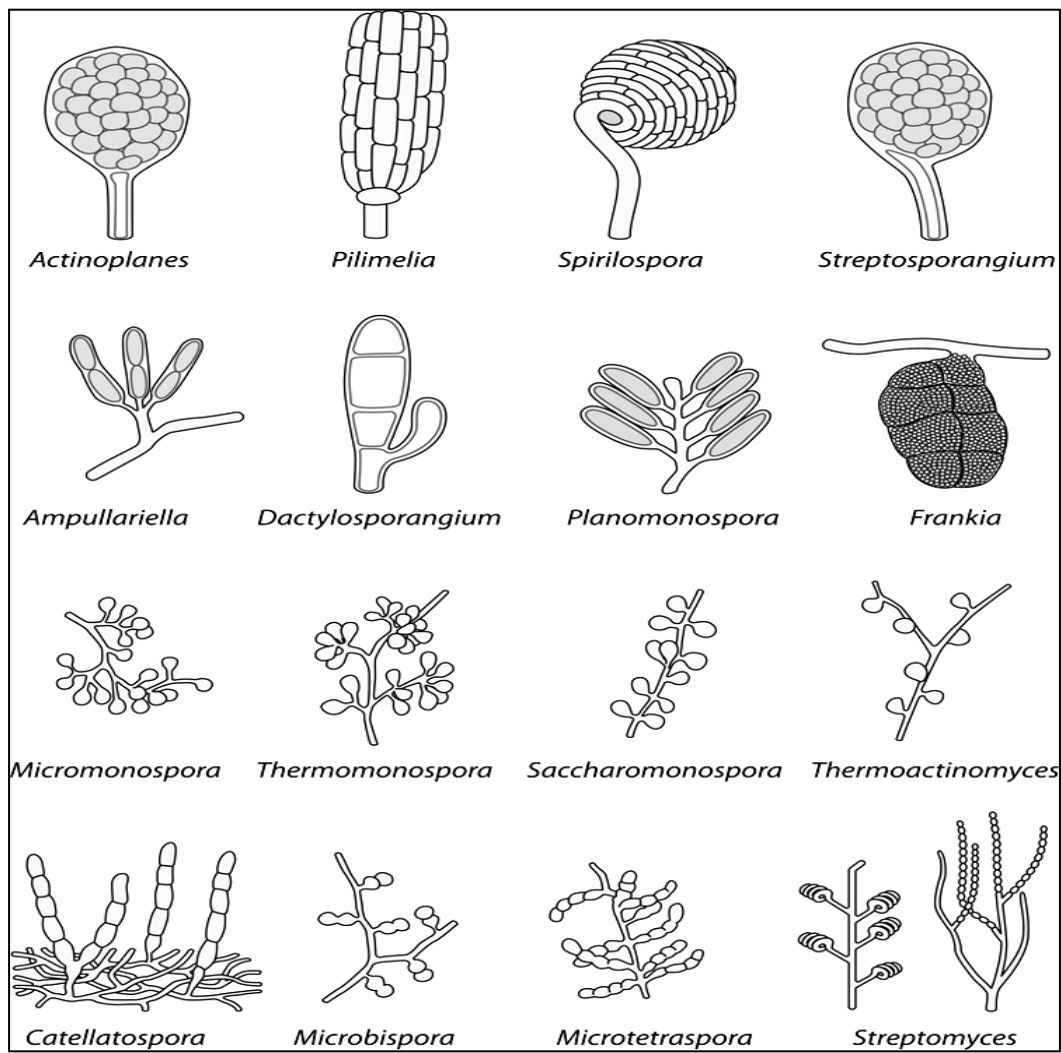 Actinoplanes Pilimelia Spirilospora Streptosporangium
Ampullariella Dactylosporangium Planomonospora Frankia
Micromonospora Thermomonospora Saccharomonospora Thermoactinomyces
Catellatospora Microbispora Microtetraspora Streptomyces